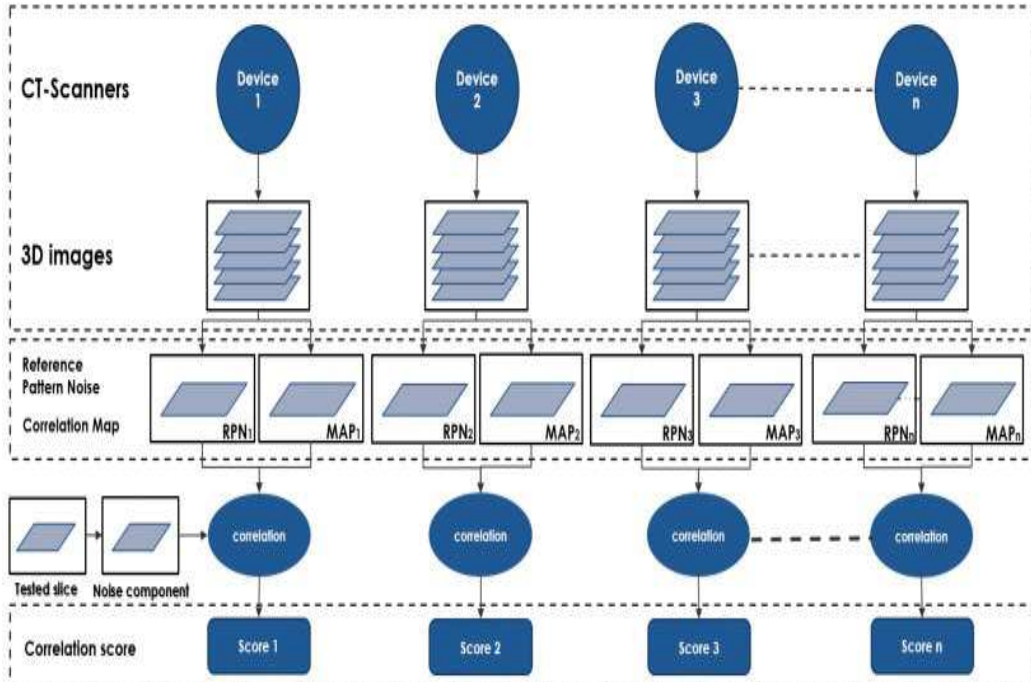 CT-Scanners
Device
1
Device
2
Device
3
Device
n
3D images
Reference
Pattern Noise
Correlation Map
RPN1
MAP1
RPN2
MAP2
RPN3
MAP3
RPNn
MAPn
Tested slice
Noise component
correlation
correlation
correlation
correlation
Correlation score
Score 1
Score 2
Score 3
Score n